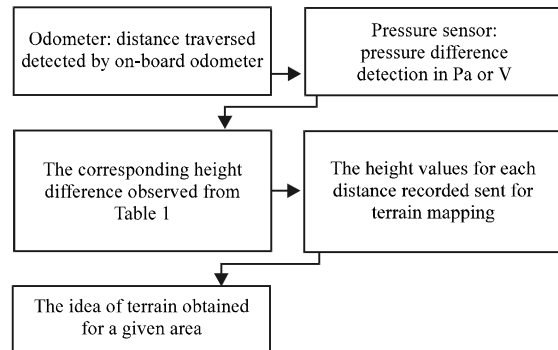 Odometer: distance traversed
detected by on-board odometer
Pressure sensor:
pressure difference
detection in Pa or V
The corresponding height
difference observed from
Table 1
The height values for each
distance recorded sent for
terrain mapping
The idea of terrain obtained
for a given area